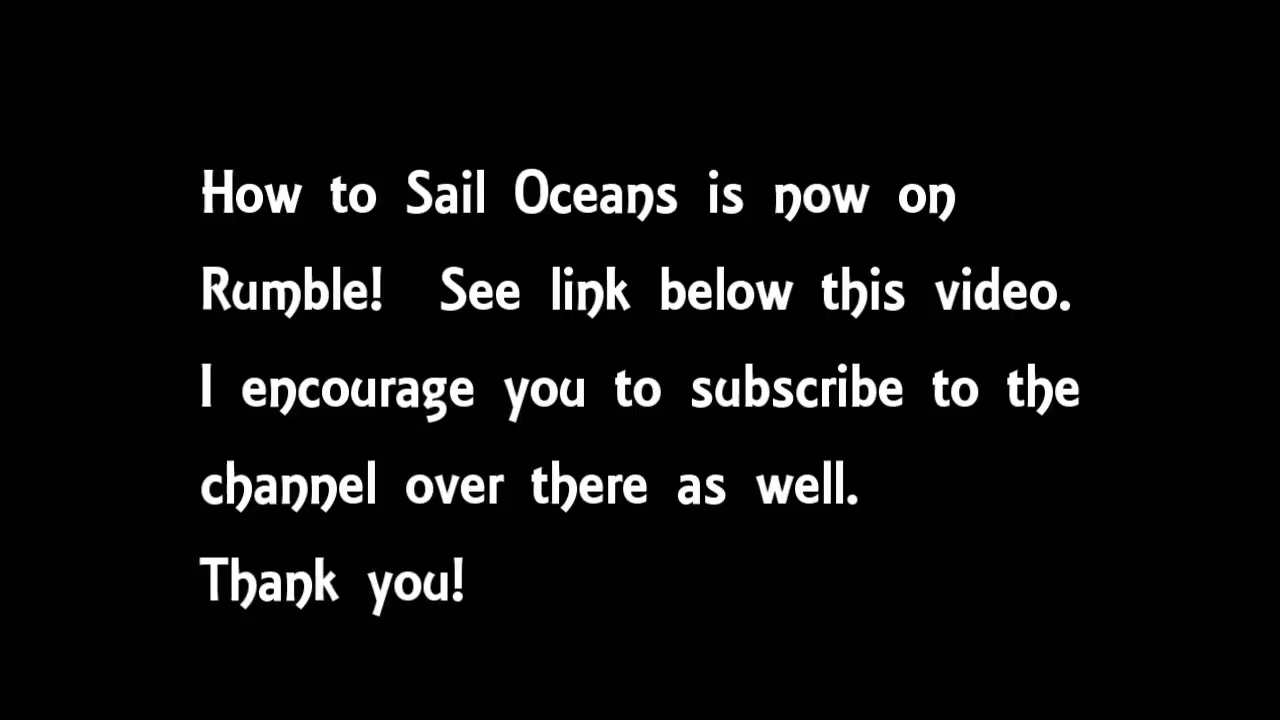 How to Sail Oceans is now on
Rumble! See link below this video.
I encourage you to subscribe to the
channel over there as well.
Thank you!